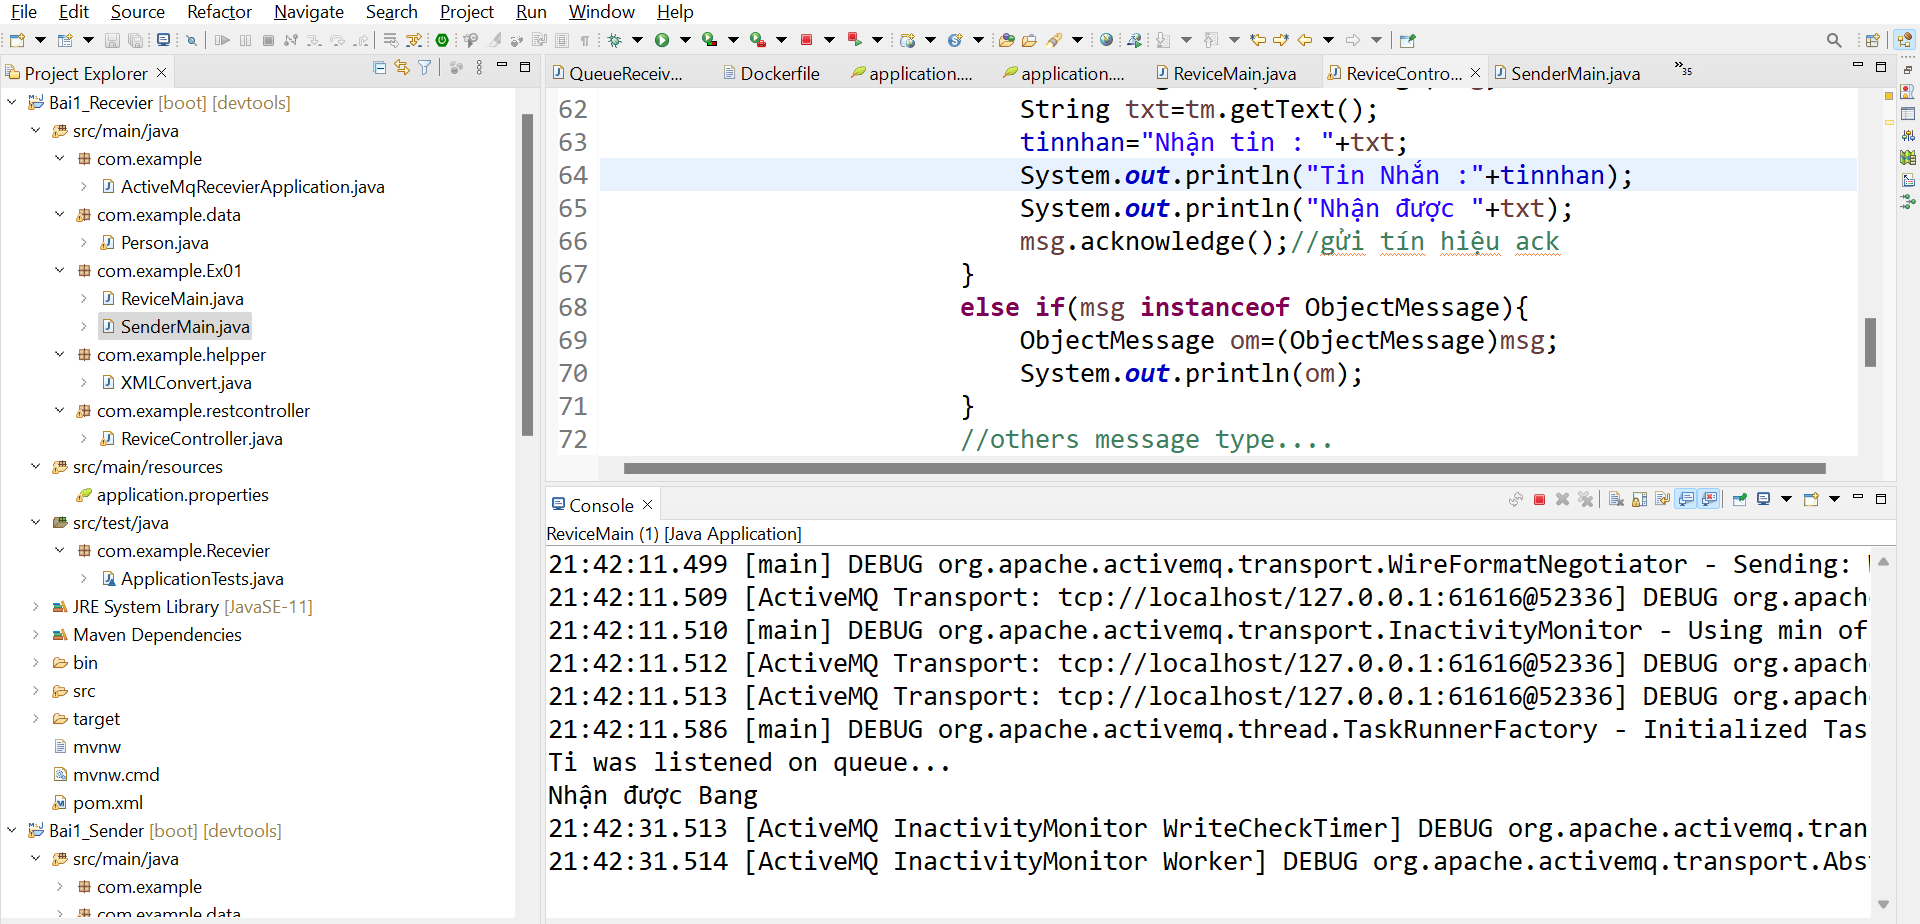 File Edit Source Refactor Navigate Search Project Run Window Help
Project Explorer
Bai1_Recevier [boot] [devtools]
src/main/java
com.example
ActiveMqRecevierApplication.java
com.example.data
Person.java
com.example.Ex01
ReviceMain.java
SenderMain.java
com.example.helpper
XMLConvert.java
com.example.restcontroller
ReviceController.java
src/main/resources
application.properties
src/test/java
com.example.Recevier
ApplicationTests.java
JRE System Library [JavaSE-11]
Maven Dependencies
bin
src
target
mvnw
mvnw.cmd
pom.xml
Bai1_Sender [boot] [devtools]
src/main/java
com.example
com.example.data
QueueReceiv... Dockerfile application.... application.... ReviceMain.java ReviceContro... SenderMain.java »35
62 String txt=tm.getText();
63 tinnhan="Nhận tin : "+txt;
64 System.out.println("Tin Nhắn :"+tinnhan);
65 System.out.println("Nhận được "+txt);
66 msg.acknowledge();//gửi tín hiệu ack
67 }
68 else if(msg instanceof ObjectMessage){
69 ObjectMessage om=(ObjectMessage)msg;
70 System.out.println(om);
71 }
72 //others message type....
Console
ReviceMain (1) [Java Application]
21:42:11.499 [main] DEBUG org.apache.activemq.transport.WireFormatNegotiator - Sending:
21:42:11.509 [ActiveMQ Transport: tcp://localhost/127.0.0.1:61616@52336] DEBUG org.apach
21:42:11.510 [main] DEBUG org.apache.activemq.transport.InactivityMonitor - Using min of
21:42:11.512 [ActiveMQ Transport: tcp://localhost/127.0.0.1:61616@52336] DEBUG org.apach
21:42:11.513 [ActiveMQ Transport: tcp://localhost/127.0.0.1:61616@52336] DEBUG org.apach
21:42:11.586 [main] DEBUG org.apache.activemq.thread.TaskRunnerFactory - Initialized Tas
Ti was listened on queue...
Nhận được Bang
21:42:31.513 [ActiveMQ InactivityMonitor WriteCheckTimer] DEBUG org.apache.activemq.tran
21:42:31.514 [ActiveMQ InactivityMonitor Worker] DEBUG org.apache.activemq.transport.Abs